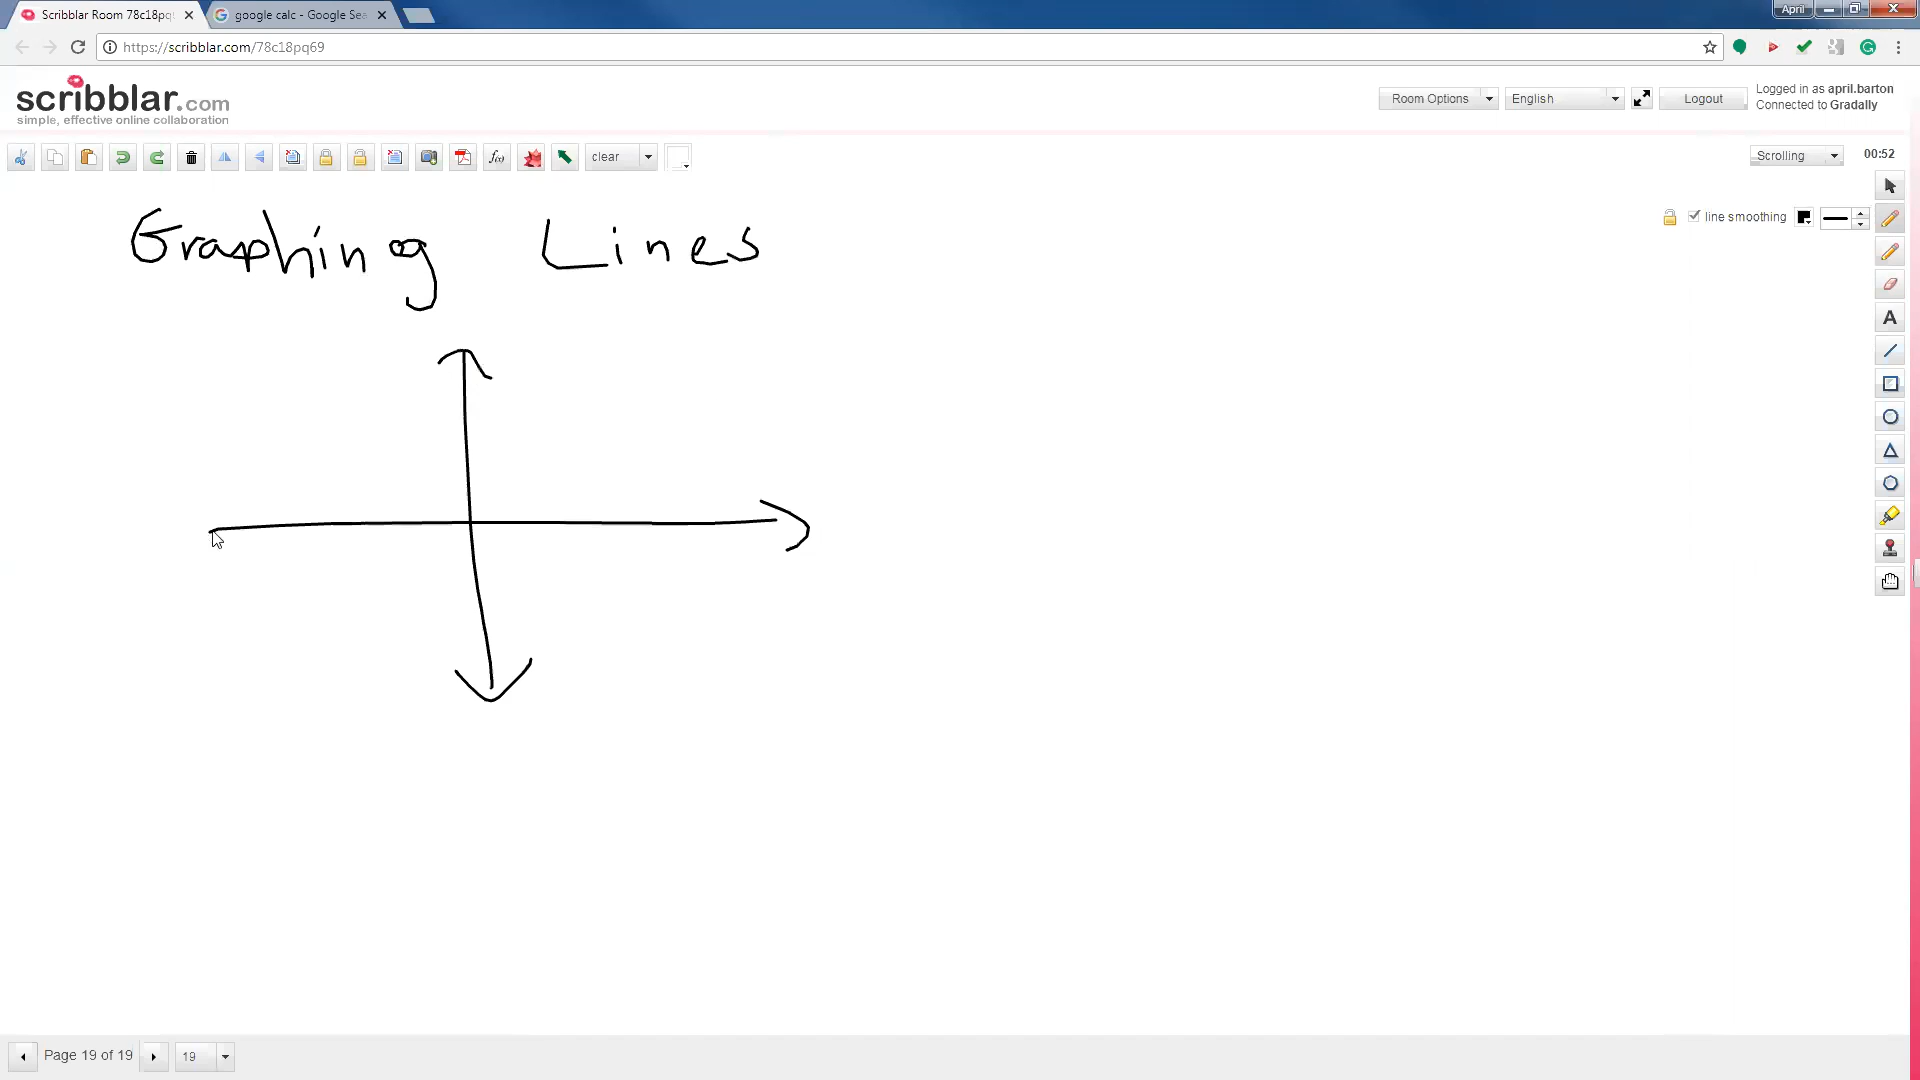 Scribblar Room 78c18pq
google calc - Google Sea
April
https://scribblar.com/78c18pq69
scribblar.com
simple, effective online collaboration
Room Options
English
Logout
Logged in as april.barton
Connected to Gradally
f(x)
clear
Scrolling
00:52
line smoothing
A
Graphing Lines
Page 19 of 19
19